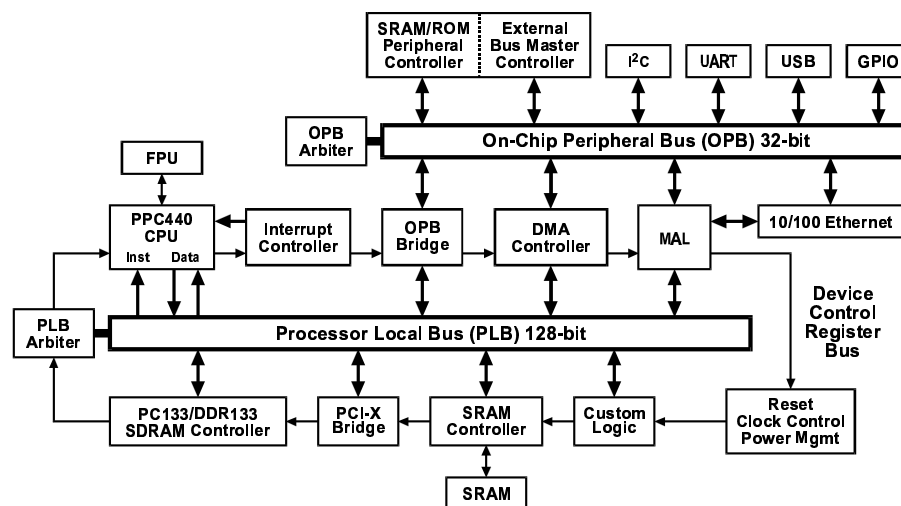 SRAM/ROM
Peripheral
Controller
External
Bus Master
Controller
I²C
UART
USB
GPIO
OPB
Arbiter
On-Chip Peripheral Bus (OPB) 32-bit
FPU
PPC440
CPU
Inst Data
Interrupt
Controller
OPB
Bridge
DMA
Controller
MAL
10/100 Ethernet
PLB
Arbiter
Processor Local Bus (PLB) 128-bit
Device
Control
Register
Bus
PC133/DDR133
SDRAM Controller
PCI-X
Bridge
SRAM
Controller
Custom
Logic
Reset
Clock Control
Power Mgmt
SRAM